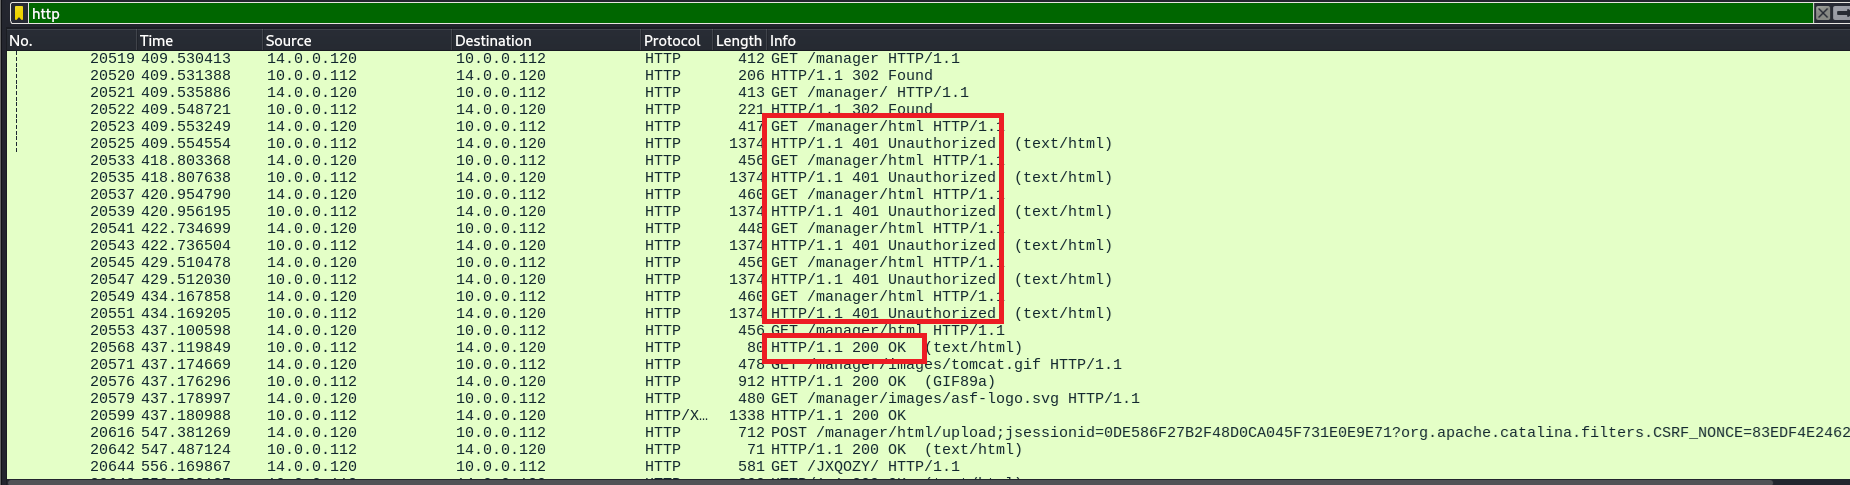 http
No. Time Source Destination Protocol Length Info
20519 409.530413 14.0.0.120 10.0.0.112 HTTP 412 GET /manager HTTP/1.1
20520 409.531388 10.0.0.112 14.0.0.120 HTTP 206 HTTP/1.1 302 Found
20521 409.535886 14.0.0.120 10.0.0.112 HTTP 413 GET /manager/ HTTP/1.1
20522 409.548721 10.0.0.112 14.0.0.120 HTTP 221 HTTP/1.1 302 Found
20523 409.553249 14.0.0.120 10.0.0.112 HTTP 417 GET /manager/html HTTP/1.1
20525 409.554554 10.0.0.112 14.0.0.120 HTTP 1374 HTTP/1.1 401 Unauthorized (text/html)
20533 418.803368 14.0.0.120 10.0.0.112 HTTP 456 GET /manager/html HTTP/1.1
20535 418.807638 10.0.0.112 14.0.0.120 HTTP 1374 HTTP/1.1 401 Unauthorized (text/html)
20537 420.954790 14.0.0.120 10.0.0.112 HTTP 460 GET /manager/html HTTP/1.1
20539 420.956195 10.0.0.112 14.0.0.120 HTTP 1374 HTTP/1.1 401 Unauthorized (text/html)
20541 422.734699 14.0.0.120 10.0.0.112 HTTP 448 GET /manager/html HTTP/1.1
20543 422.736504 10.0.0.112 14.0.0.120 HTTP 1374 HTTP/1.1 401 Unauthorized (text/html)
20545 429.510478 14.0.0.120 10.0.0.112 HTTP 456 GET /manager/html HTTP/1.1
20547 429.512030 10.0.0.112 14.0.0.120 HTTP 1374 HTTP/1.1 401 Unauthorized (text/html)
20549 434.167858 14.0.0.120 10.0.0.112 HTTP 460 GET /manager/html HTTP/1.1
20551 434.169205 10.0.0.112 14.0.0.120 HTTP 1374 HTTP/1.1 401 Unauthorized (text/html)
20553 437.100598 14.0.0.120 10.0.0.112 HTTP 456 GET /manager/html HTTP/1.1
20568 437.119849 10.0.0.112 14.0.0.120 HTTP 80 HTTP/1.1 200 OK (text/html)
20571 437.174669 14.0.0.120 10.0.0.112 HTTP 478 GET /manager/images/tomcat.gif HTTP/1.1
20576 437.176296 10.0.0.112 14.0.0.120 HTTP 912 HTTP/1.1 200 OK (GIF89a)
20579 437.178997 14.0.0.120 10.0.0.112 HTTP 480 GET /manager/images/asf-logo.svg HTTP/1.1
20599 437.180988 10.0.0.112 14.0.0.120 HTTP/X… 1338 HTTP/1.1 200 OK
20616 547.381269 14.0.0.120 10.0.0.112 HTTP 712 POST /manager/html/upload;jsessionid=0DE586F27B2F48D0CA045F731E0E9E71?org.apache.catalina.filters.CSRF_NONCE=83EDF4E2462
20642 547.487124 10.0.0.112 14.0.0.120 HTTP 71 HTTP/1.1 200 OK (text/html)
20644 556.169867 14.0.0.120 10.0.0.112 HTTP 581 GET /JXQOZY/ HTTP/1.1